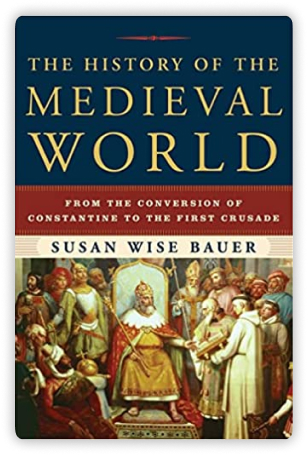 THE HISTORY OF THE
MEDIEVAL
WORLD
FROM THE CONVERSION OF
CONSTANTINE TO THE FIRST CRUSADE
SUSAN WISE BAUER